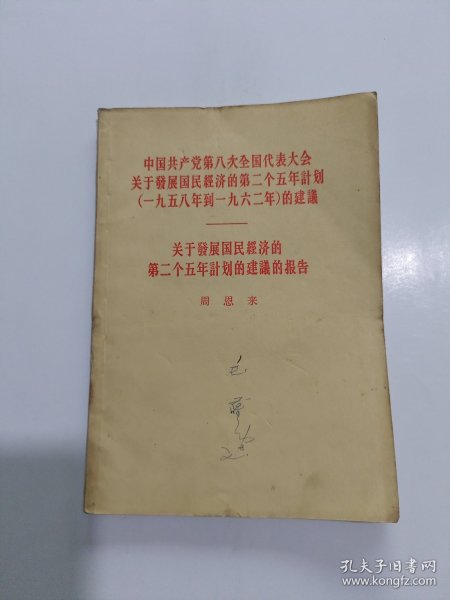 中国共产党第八次全国代表大会
关于發展国民經济的第二个五年計划
(一九五八年到一九六二年)的建議
关于發展国民經济的
第二个五年計划的建議的报告
周恩来
毛
孔夫子旧书网
www.kongfz.com